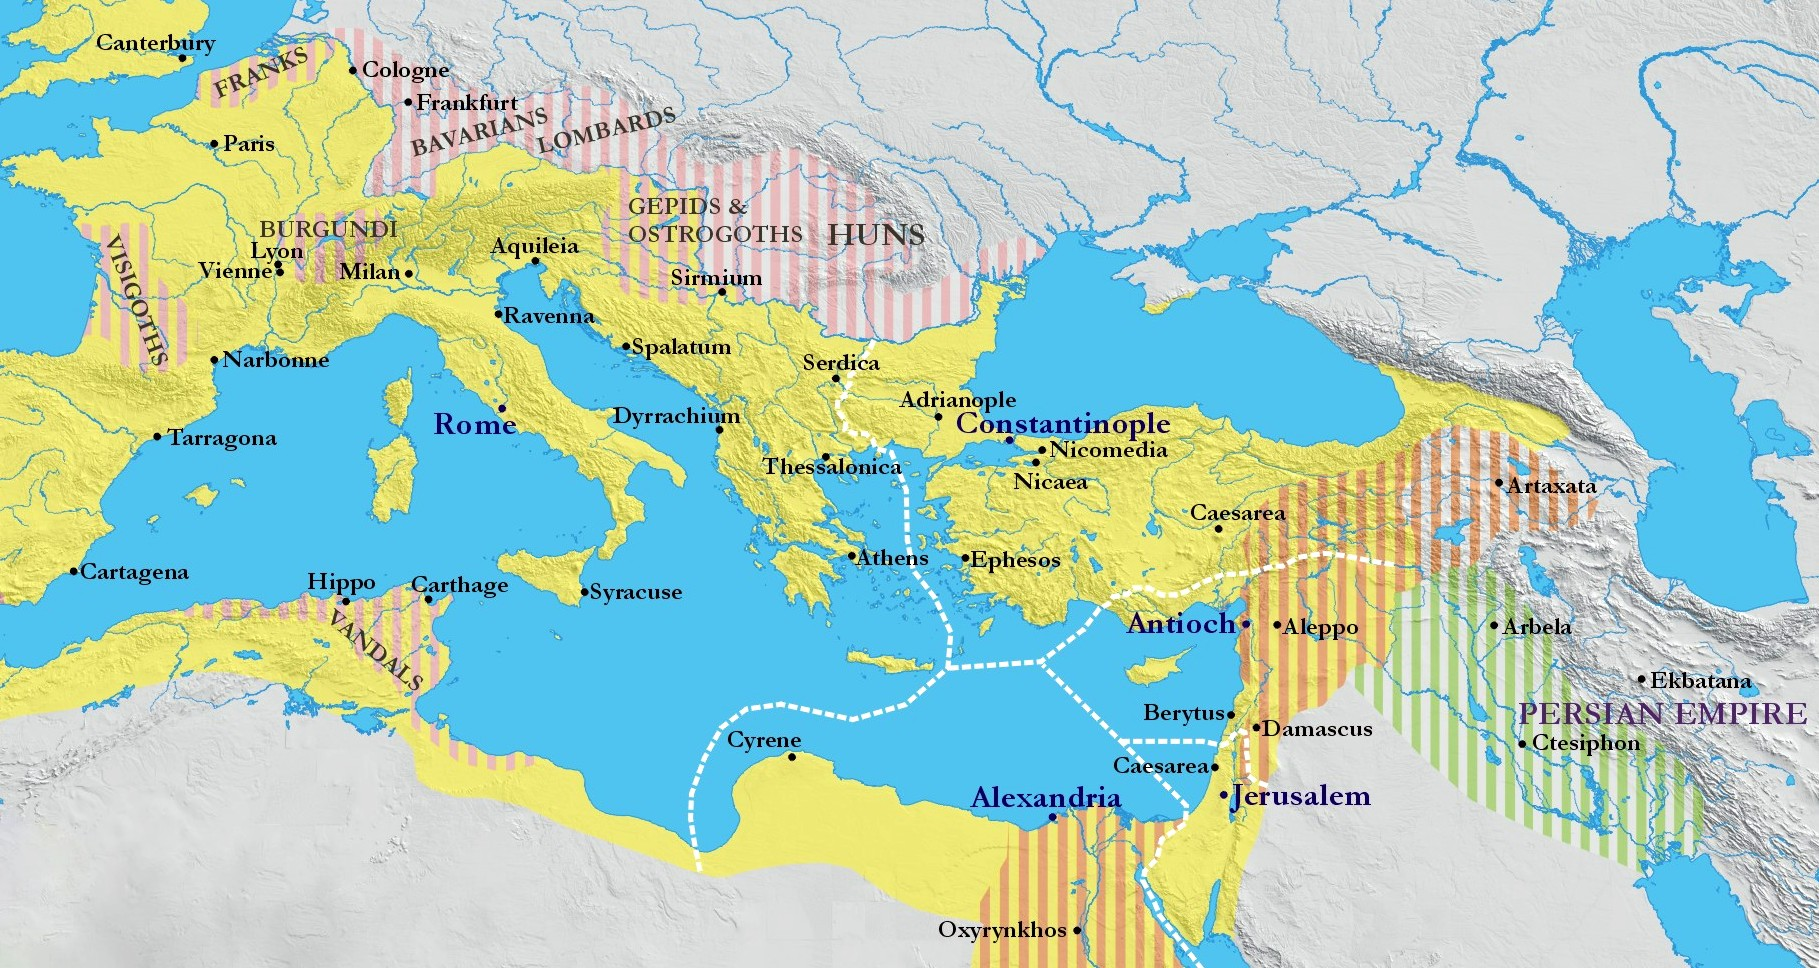 Canterbury
FRANKS
Cologne
Frankfurt
BAVARIANS
LOMBARDS
Paris
GEPIDS &
OSTROGOTHS
HUNS
BURGUNDI
VISIGOTHS
Lyon
Vienne
Milan
Aquileia
Sirmium
Ravenna
Spalatum
Narbonne
Serdica
Adrianople
Constantinople
Rome
Dyrrachium
Tarragona
Thessalonica
Nicomedia
Nicaea
Artaxata
Caesarea
Cartagena
Hippo
Carthage
VANDALS
Syracuse
Athens
Ephesos
Antioch
Aleppo
Arbela
Ekbatana
PERSIAN EMPIRE
Ctesiphon
Berytus
Damascus
Cyrene
Caesarea
Jerusalem
Alexandria
Oxyrynkhos